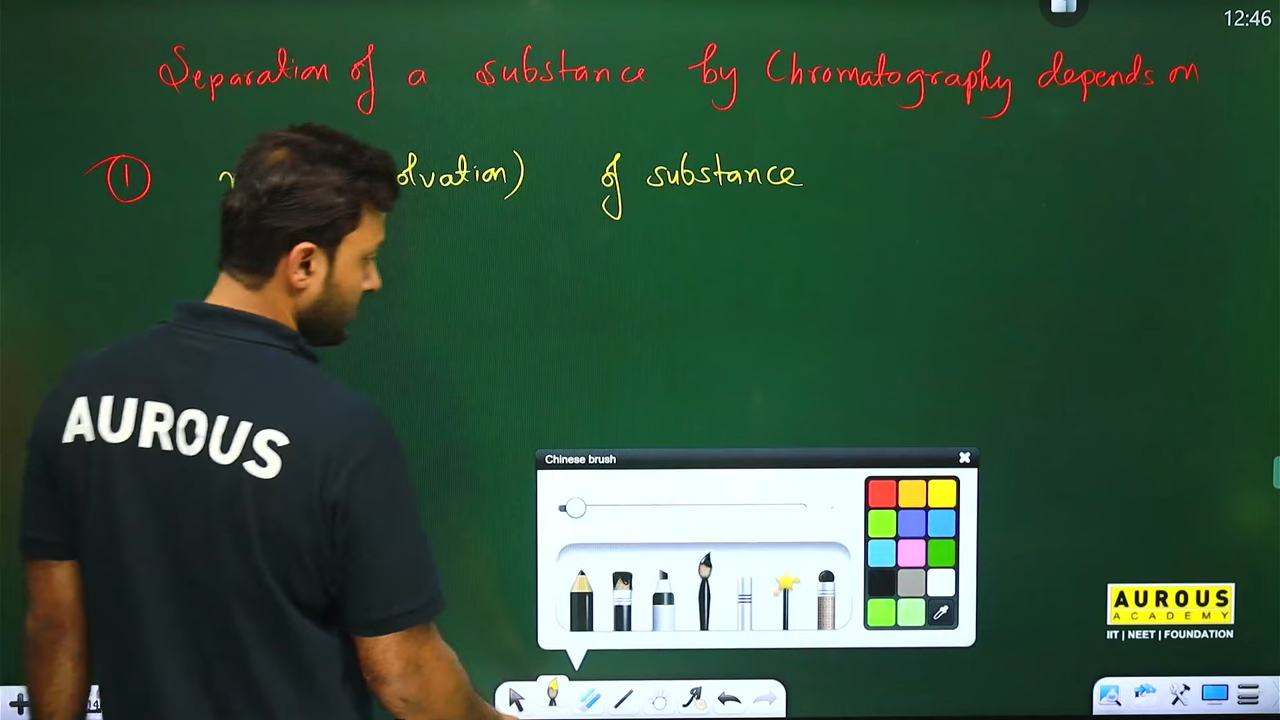 12:46
Separation of a substance by Chromatography depends on
① olvation) of substance
AUROUS
Chinese brush
AUROUS
ACADEMY
IIT | NEET | FOUNDATION